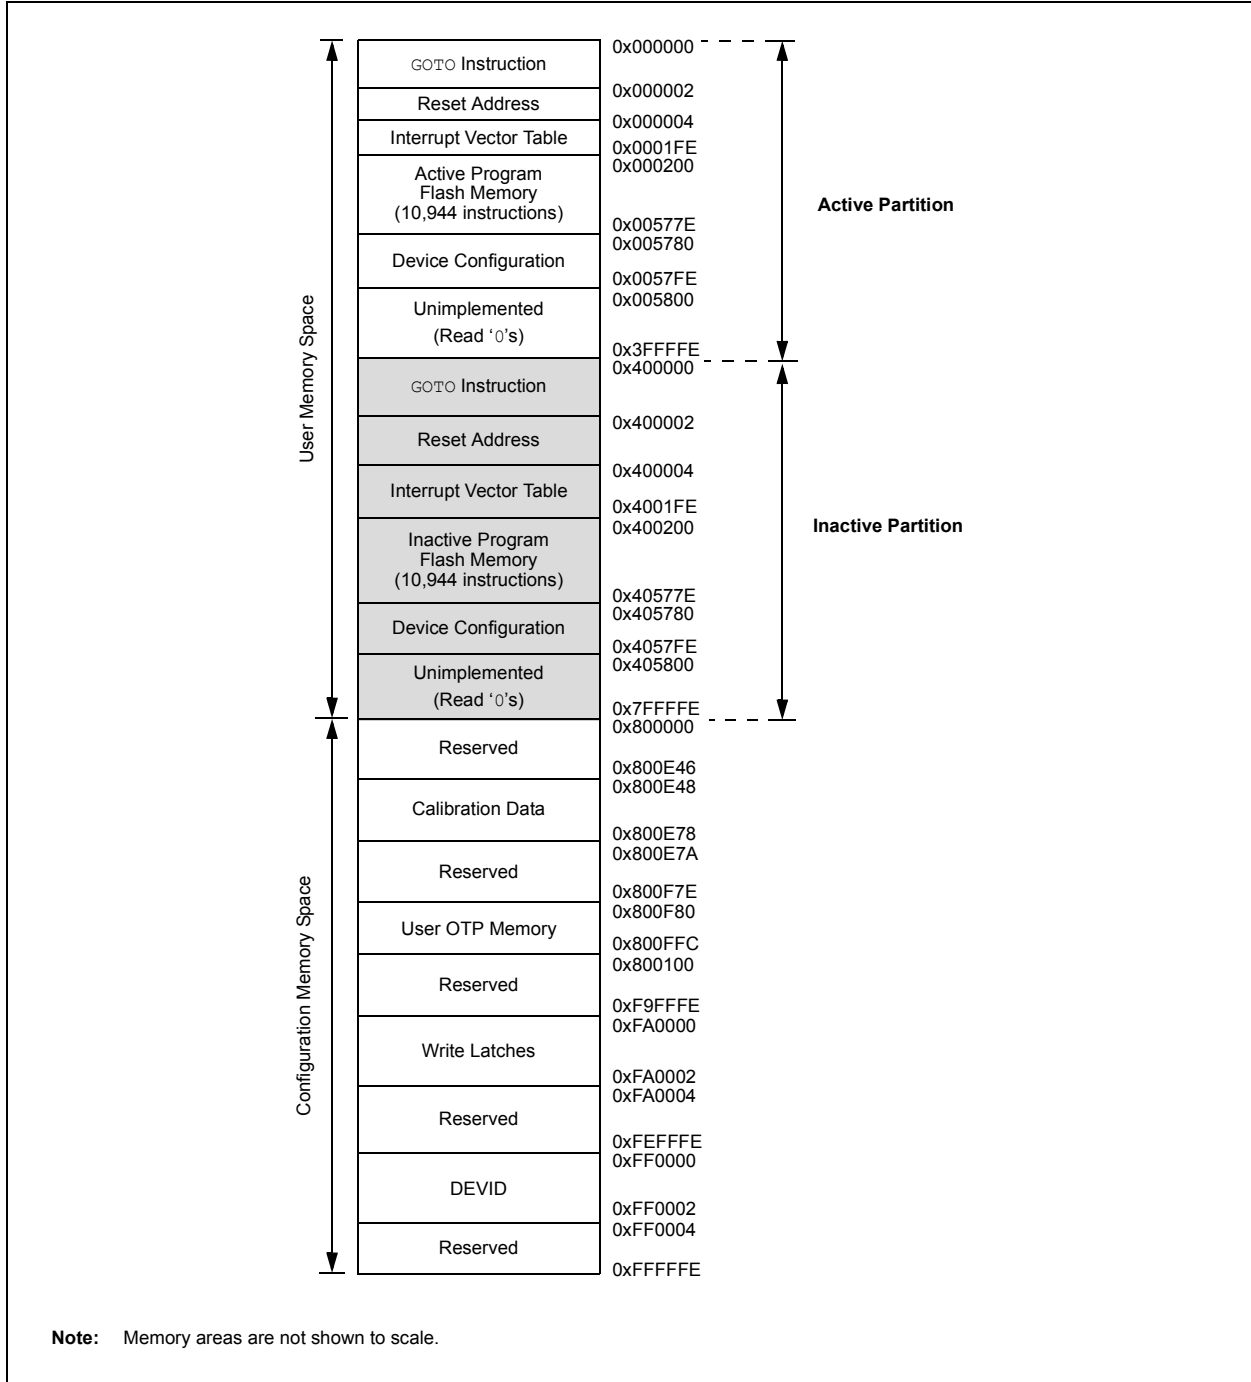 0x000000
GOTO Instruction
0x000002
Reset Address
0x000004
Interrupt Vector Table
0x0001FE
0x000200
Active Program
Flash Memory
(10,944 instructions)
Active Partition
0x00577E
0x005780
Device Configuration
0x0057FE
0x005800
Unimplemented
(Read ‘0’s)
0x3FFFFE
0x400000
User Memory Space
GOTO Instruction
0x400002
Reset Address
0x400004
Interrupt Vector Table
0x4001FE
0x400200
Inactive Partition
Inactive Program
Flash Memory
(10,944 instructions)
0x40577E
0x405780
Device Configuration
0x4057FE
0x405800
Unimplemented
(Read ‘0’s)
0x7FFFFE
0x800000
Reserved
0x800E46
0x800E48
Calibration Data
0x800E78
0x800E7A
Reserved
0x800F7E
0x800F80
User OTP Memory
0x800FFC
0x800100
Configuration Memory Space
Reserved
0xF9FFFE
0xFA0000
Write Latches
0xFA0002
0xFA0004
Reserved
0xFEFFFE
0xFF0000
DEVID
0xFF0002
0xFF0004
Reserved
0xFFFFFE
Note: Memory areas are not shown to scale.